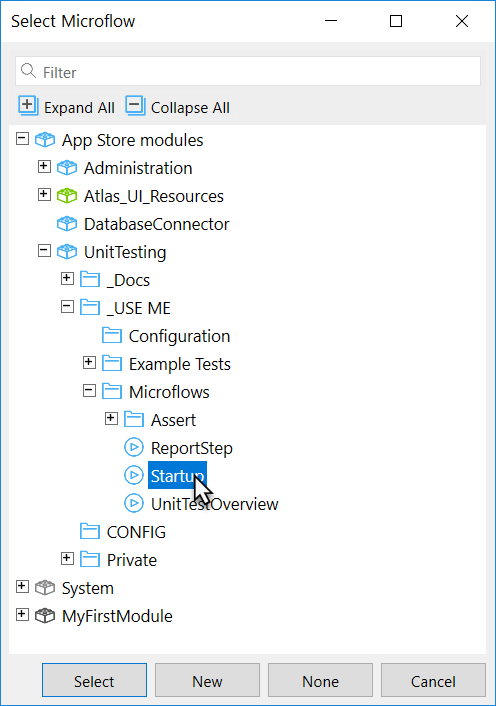 Select Microflow
Filter
Expand All Collapse All
App Store modules
Administration
Atlas_UI_Resources
DatabaseConnector
UnitTesting
_Docs
_USE ME
Configuration
Example Tests
Microflows
Assert
ReportStep
Startup
UnitTestOverview
CONFIG
Private
System
MyFirstModule
Select New None Cancel